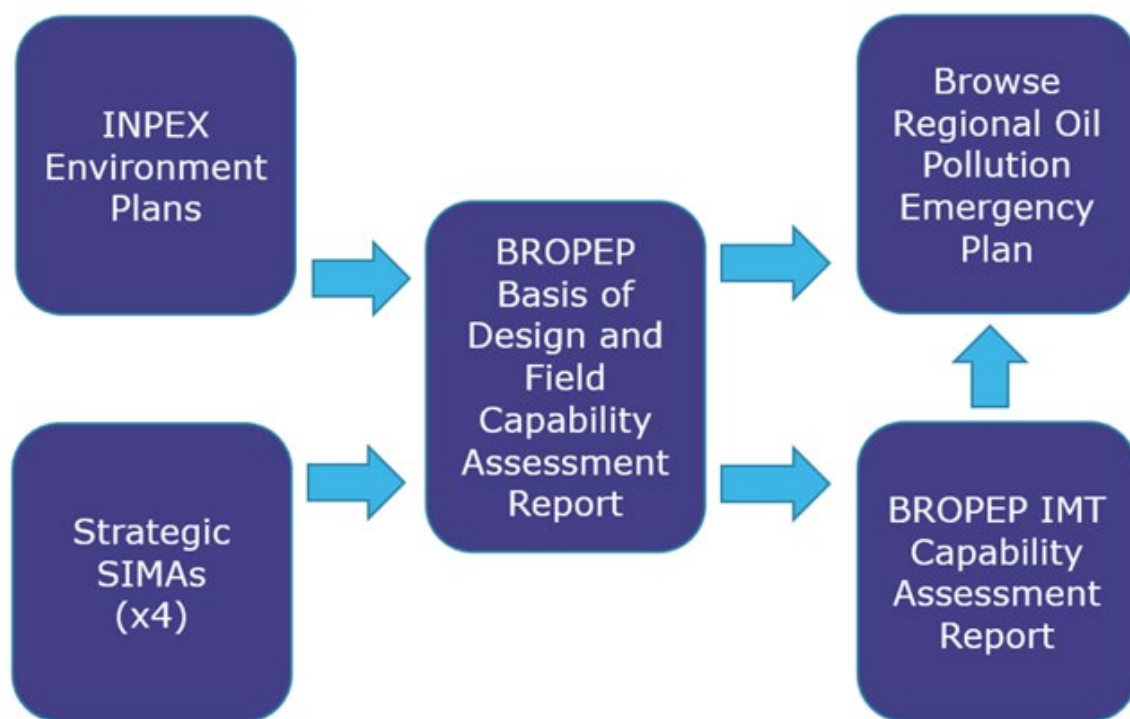 INPEX
Environment
Plans
Strategic
SIMAs
(x4)
BROPEP
Basis of
Design and
Field
Capability
Assessment
Report
Browse
Regional Oil
Pollution
Emergency
Plan
BROPEP IMT
Capability
Assessment
Report